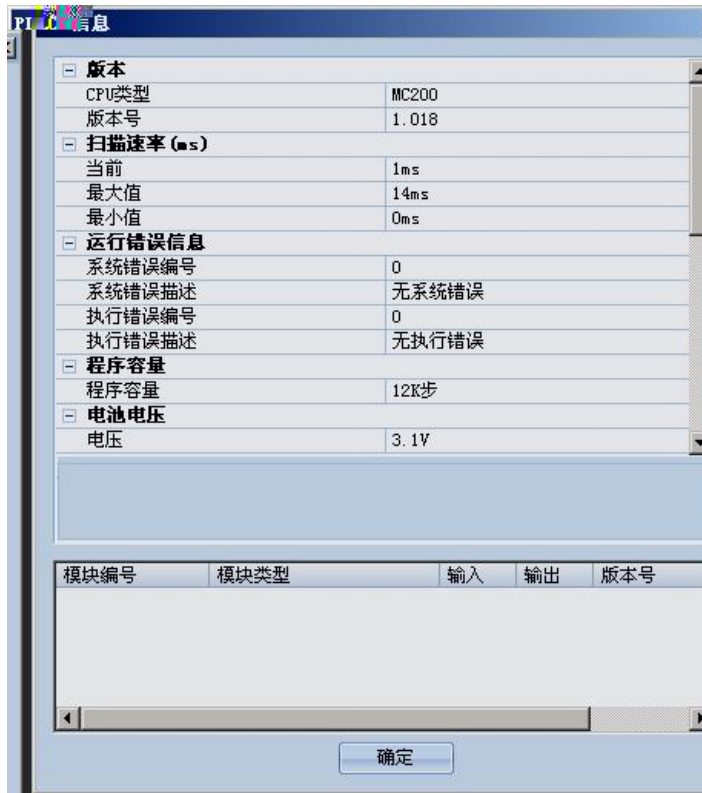 PLC信息
版本
CPU类型 MC200
版本号 1.018
扫描速率(ms)
当前 1ms
最大值 14ms
最小值 0ms
运行错误信息
系统错误编号 0
系统错误描述 无系统错误
执行错误编号 0
执行错误描述 无执行错误
程序容量
程序容量 12K步
电池电压
电压 3.1V
模块编号 模块类型 输入 输出 版本号
确定